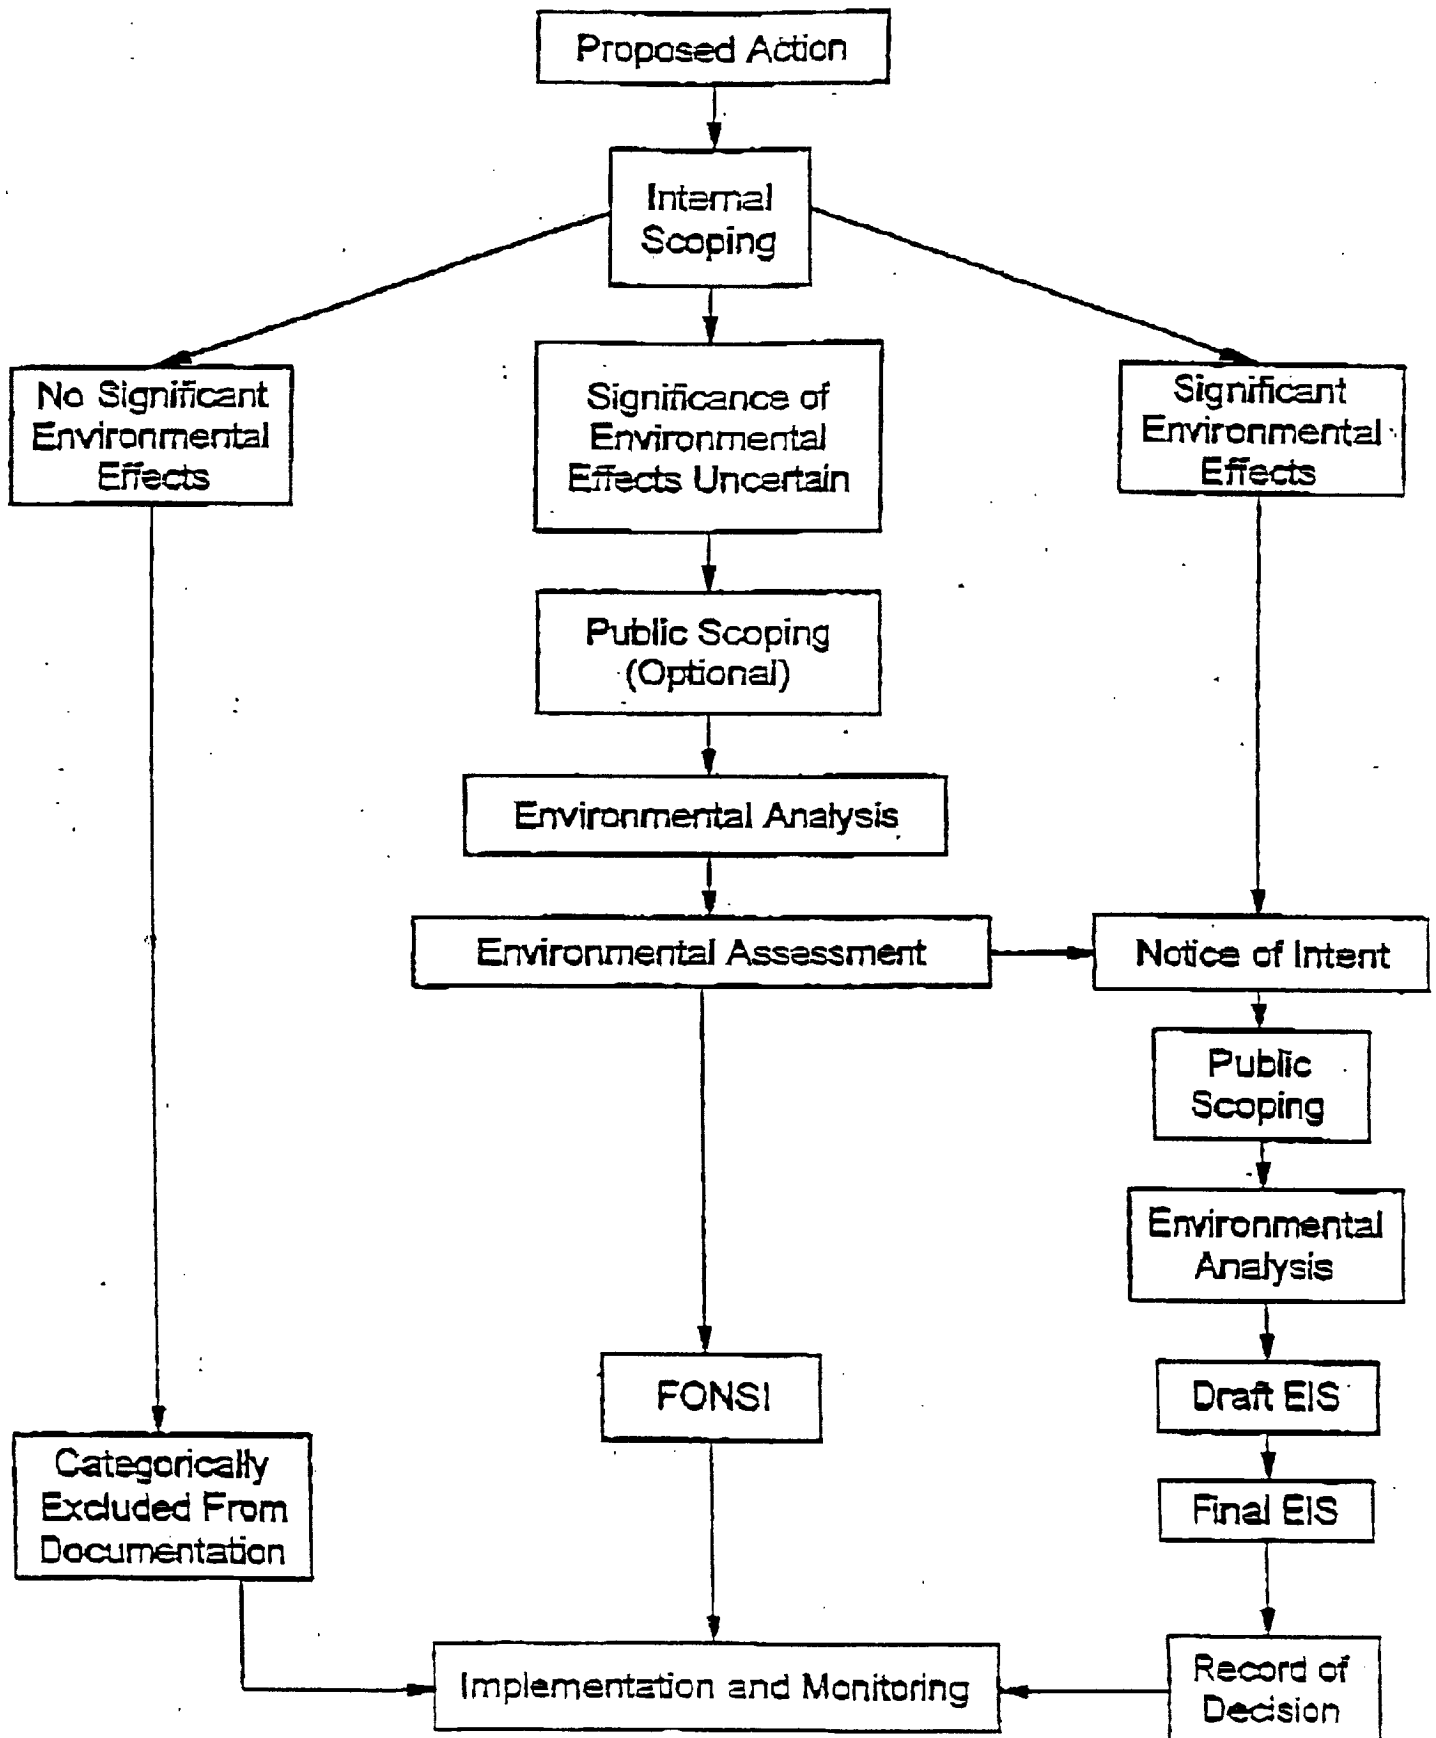 Proposed Action
Internal
Scoping
No Significant
Environmental
Effects
Significance of
Environmental
Effects Uncertain
Significant
Environmental
Effects
Public Scoping
(Optional)
Environmental Analysis
Environmental Assessment
Notice of Intent
Public
Scoping
Environmental
Analysis
FONSI
Draft EIS
Categorically
Excluded From
Documentation
Final EIS
Implementation and Monitoring
Record of
Decision